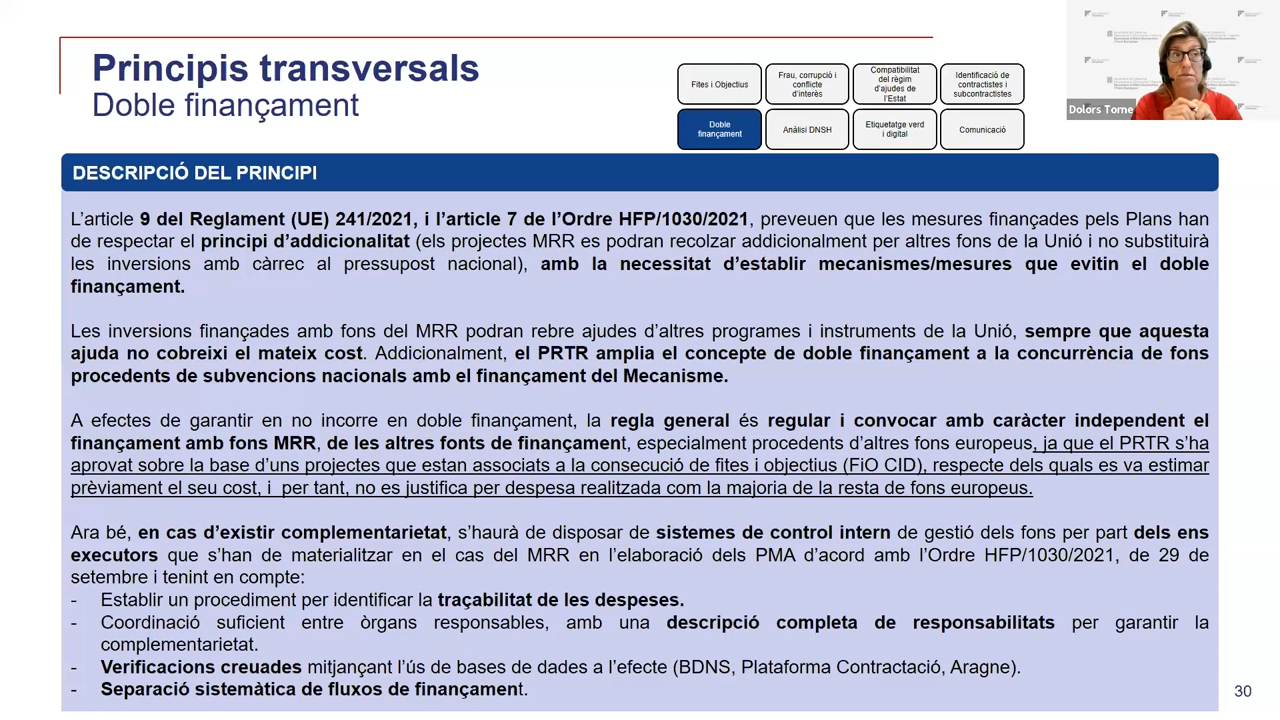 Principis transversals
Doble finançament
Fites i Objectius
Frau, corrupció i
conflicte
d'interès
Compatibilitat
del règim
d'ajudes de
l'Estat
Identificació de
contractistes i
subcontractistes
Doble
finançament
Anàlisi DNSH
Etiquetatge verd
i digital
Comunicació
Dolors Torne
DESCRIPCIÓ DEL PRINCIPI
L'article 9 del Reglament (UE) 241/2021, i l'article 7 de l'Ordre HFP/1030/2021, preveuen que les mesures finançades pels Plans han
de respectar el principi d'addicionalitat (els projectes MRR es podran recolzar addicionalment per altres fons de la Unió i no substituirà
les inversions amb càrrec al pressupost nacional), amb la necessitat d'establir mecanismes/mesures que evitin el doble
finançament.
Les inversions finançades amb fons del MRR podran rebre ajudes d'altres programes i instruments de la Unió, sempre que aquesta
ajuda no cobreixi el mateix cost. Addicionalment, el PRTR amplia el concepte de doble finançament a la concurrència de fons
procedents de subvencions nacionals amb el finançament del Mecanisme.
A efectes de garantir en no incorre en doble finançament, la regla general és regular i convocar amb caràcter independent el
finançament amb fons MRR, de les altres fonts de finançament, especialment procedents d'altres fons europeus, ja que el PRTR s'ha
aprovat sobre la base d'uns projectes que estan associats a la consecució de fites i objectius (FiO CID), respecte dels quals es va estimar
prèviament el seu cost, i per tant, no es justifica per despesa realitzada com la majoria de la resta de fons europeus.
Ara bé, en cas d'existir complementarietat, s'haurà de disposar de sistemes de control intern de gestió dels fons per part dels ens
executors que s'han de materialitzar en el cas del MRR en l'elaboració dels PMA d'acord amb l'Ordre HFP/1030/2021, de 29 de
setembre i tenint en compte:
- Establir un procediment per identificar la traçabilitat de les despeses.
- Coordinació suficient entre òrgans responsables, amb una descripció completa de responsabilitats per garantir la
complementarietat.
- Verificacions creuades mitjançant l'ús de bases de dades a l'efecte (BDNS, Plataforma Contractació, Aragne).
- Separació sistemàtica de fluxos de finançament.
30